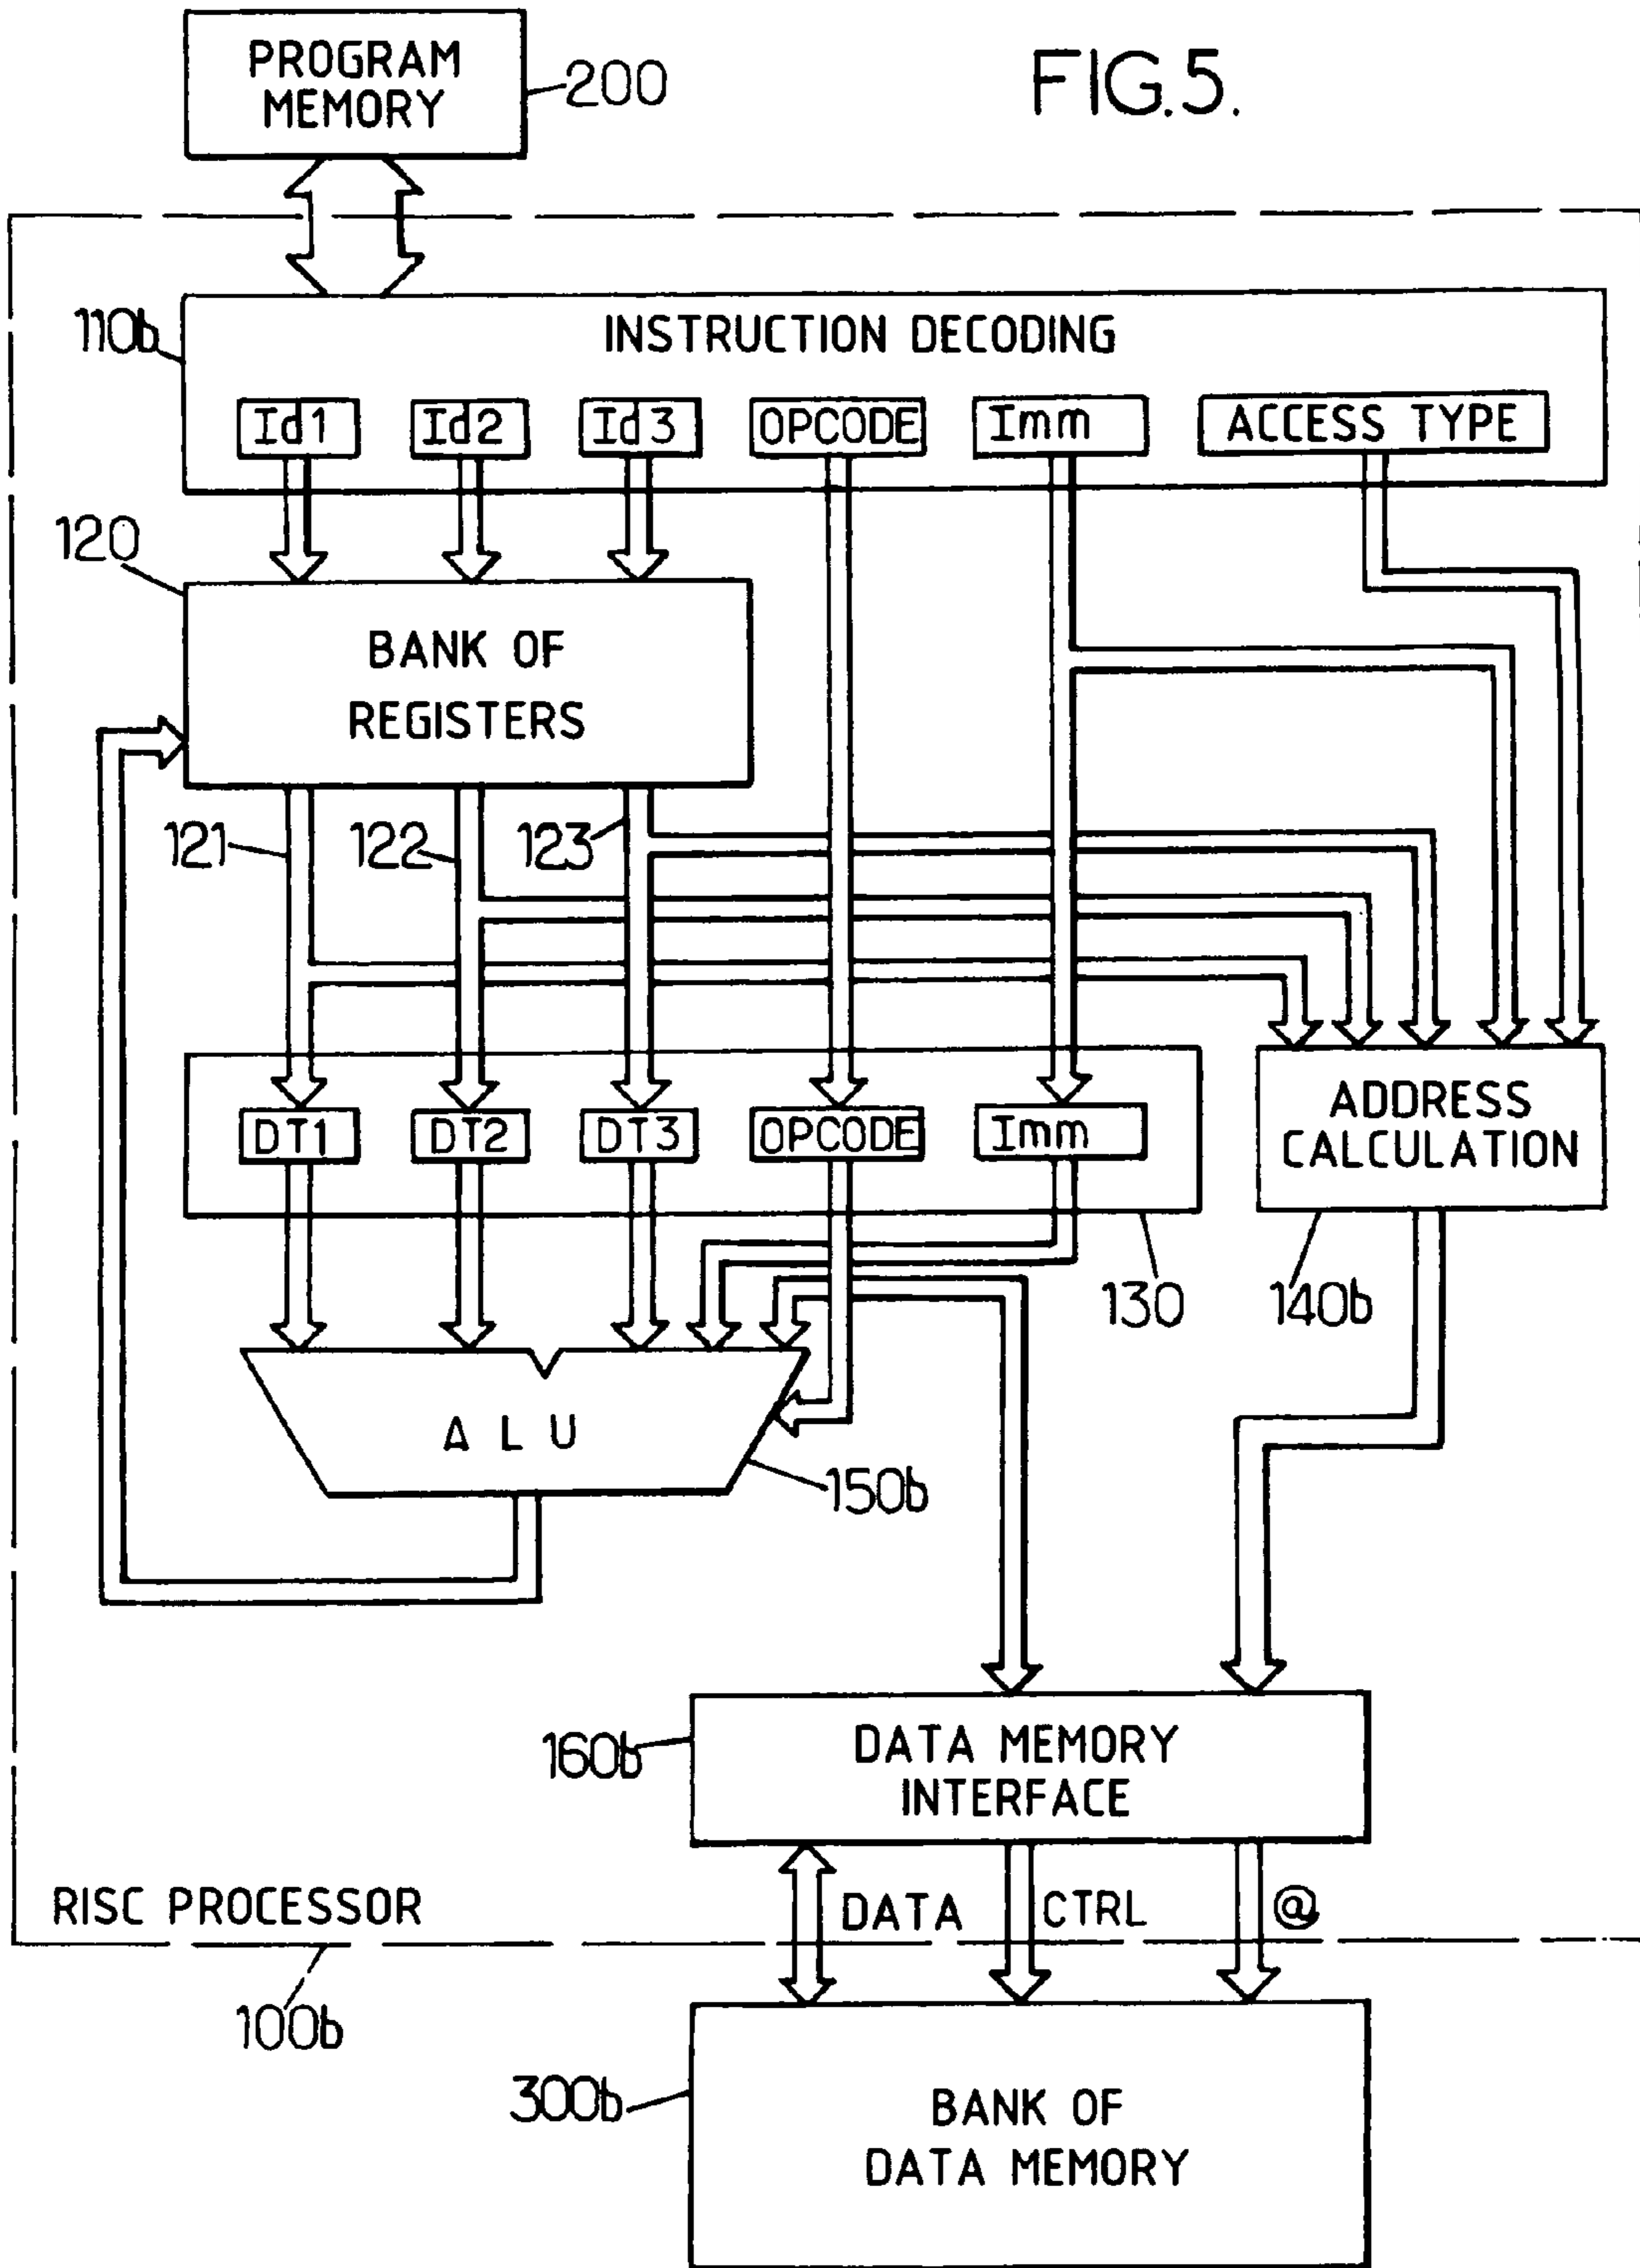 PROGRAM
MEMORY
200
FIG.5.
110b
INSTRUCTION DECODING
Id1
Id2
Id3
OPCODE
Imm
ACCESS TYPE
120
BANK OF
REGISTERS
121
122
123
DT1
DT2
DT3
OPCODE
Imm
ADDRESS
CALCULATION
130
140b
ALU
150b
160b
DATA MEMORY
INTERFACE
RISC PROCESSOR
DATA
CTRL
@
100b
300b
BANK OF
DATA MEMORY